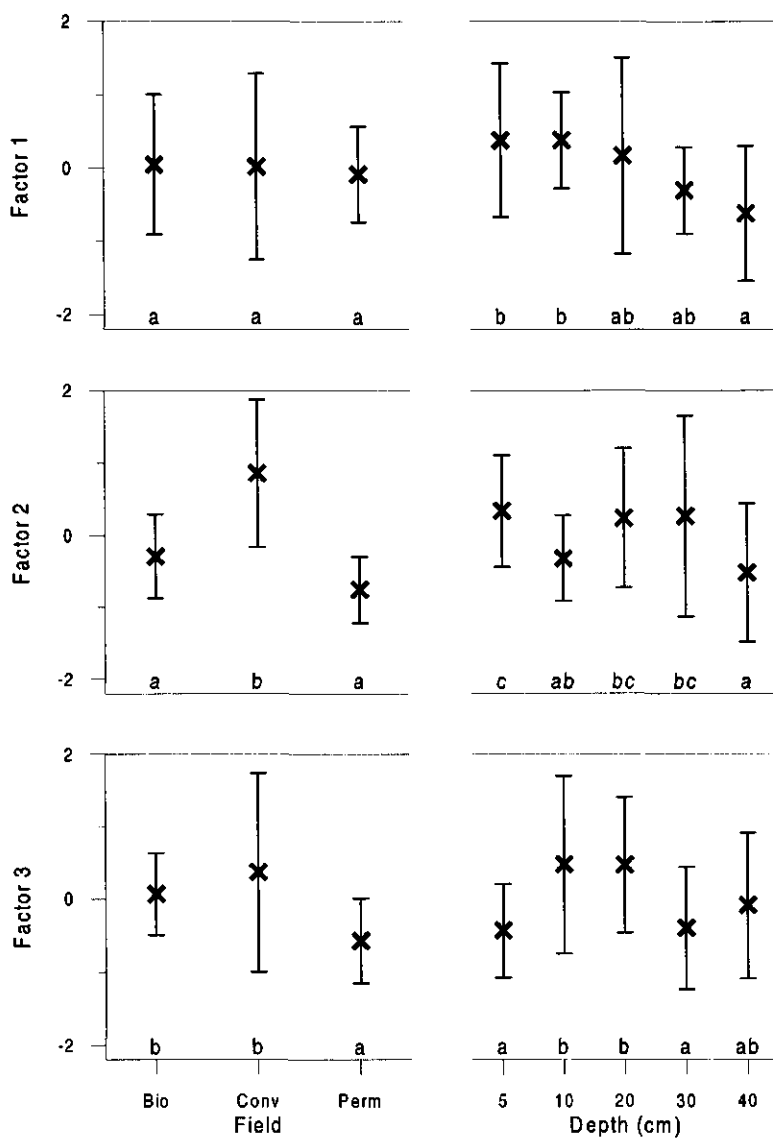 2
Factor 1
0
-2
a a a
b b ab ab a
2
Factor 2
0
-2
a b a
c ab bc bc a
2
Factor 3
0
-2
b b a
a b b a ab
Bio Conv Perm
Field
5 10 20 30 40
Depth (cm)